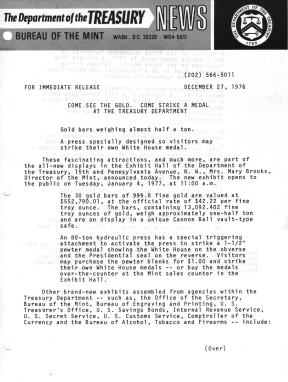 The Department of the TREASURY NEWS
BUREAU OF THE MINT WASH., D.C. 20220 - WO4-5011
(202) 566-5011
FOR IMMEDIATE RELEASE DECEMBER 27, 1976
COME SEE THE GOLD. COME STRIKE A MEDAL
AT THE TREASURY DEPARTMENT
Gold bars weighing almost half a ton.
A press specially designed so visitors may
strike their own White House medal.
These fascinating attractions, and much more, are part of
the all-new displays in the Exhibit Hall of the Department of
the Treasury, 15th and Pennsylvania Avenue, N. W., Mrs. Mary Brooks,
Director of the Mint, announced today. The new exhibit opens to
the public on Tuesday, January 4, 1977, at 11:00 a.m.
The 30 gold bars of 999.8 fine gold are valued at
$552,790.01, at the official rate of $42.22 per fine
troy ounce. The bars, containing 13,092.402 fine
troy ounces of gold, weigh approximately one-half ton
and are on display in a unique Cannon Ball vault-type
safe.
An 80-ton hydraulic press has a special triggering
attachment to activate the press to strike a 1-1/2"
pewter medal showing the White House on the obverse
and the Presidential seal on the reverse. Visitors
may purchase the pewter blanks for $1.00 and strike
their own White House medals -- or buy the medals
over-the-counter at the Mint sales counter in the
Exhibit Hall.
Other brand-new exhibits assembled from agencies within the
Treasury Department -- such as, the Office of the Secretary,
Bureau of the Mint, Bureau of Engraving and Printing, U. S.
Treasurer's Office, U. S. Savings Bonds, Internal Revenue Service,
U. S. Secret Service, U. S. Customs Service, Comptroller of the
Currency and the Bureau of Alcohol, Tobacco and Firearms -- include:
(Over)